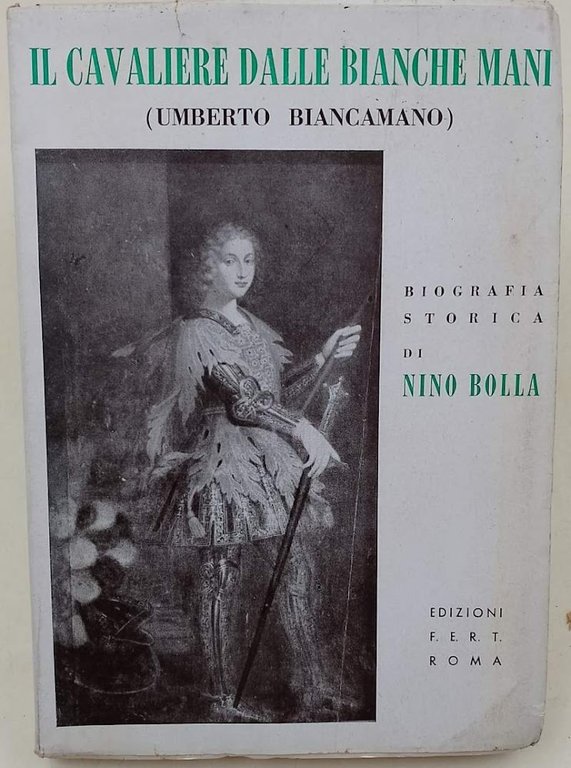 IL CAVALIERE DALLE BIANCHE MANI
(UMBERTO BIANCAMANO)
BIOGRAFIA
STORICA
DI
NINO BOLLA
EDIZIONI
F. E. R. T.
ROMA